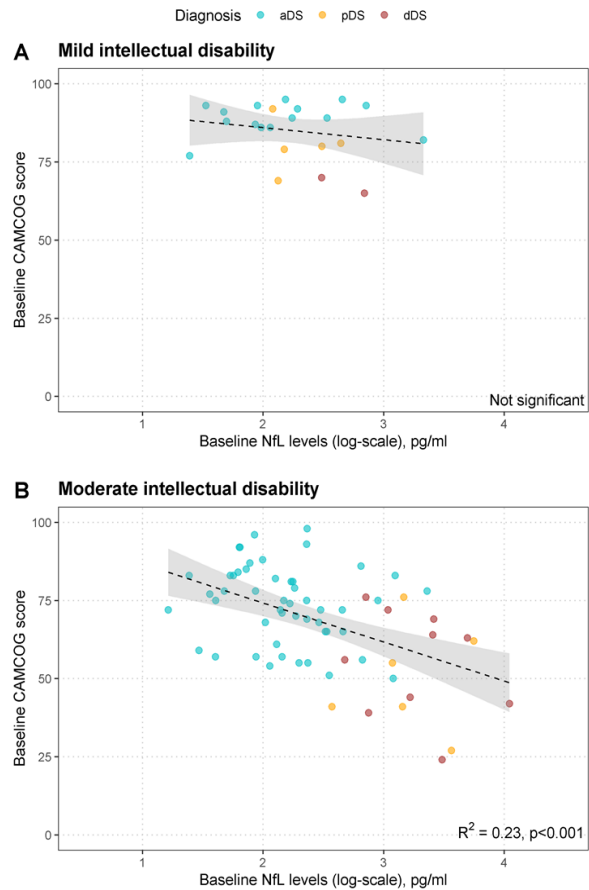 Diagnosis aDS pDS dDS
A Mild intellectual disability
100
75
50
25
0
Baseline CAMCOG score
Not significant
1 2 3 4
Baseline NfL levels (log-scale), pg/ml
B Moderate intellectual disability
100
75
50
25
0
Baseline CAMCOG score
R² = 0.23, p<0.001
1 2 3 4
Baseline NfL levels (log-scale), pg/ml